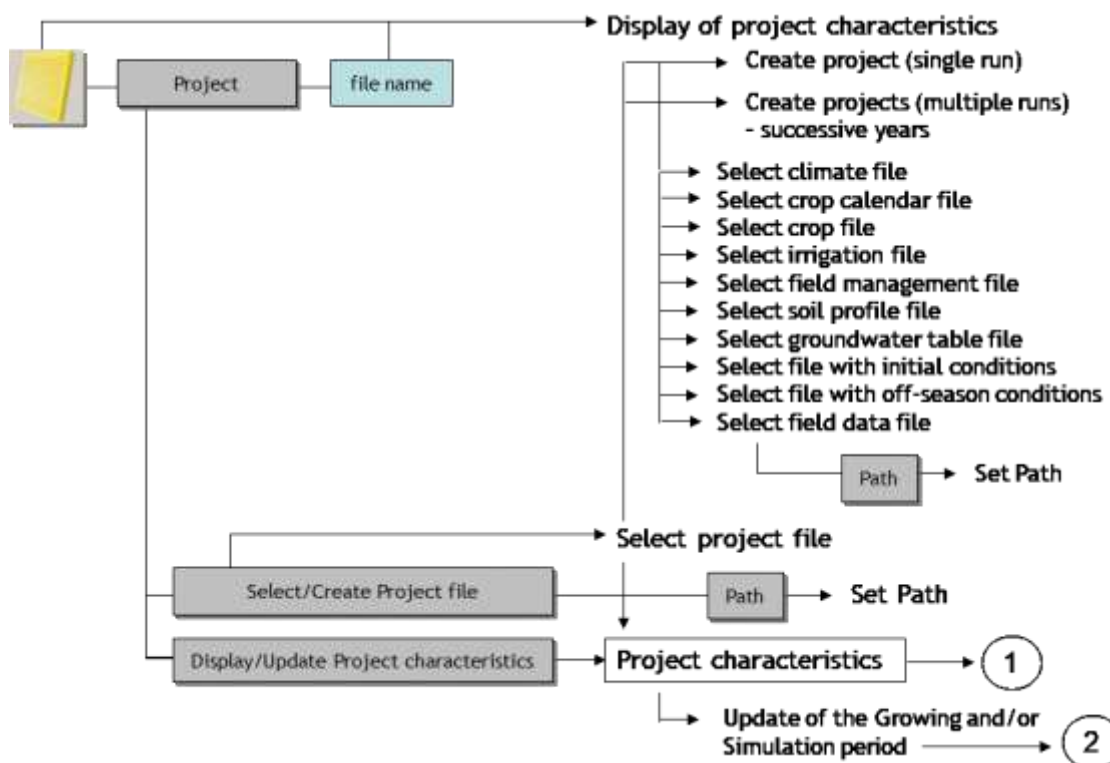 Display of project characteristics
Project
file name
Create project (single run)
Create projects (multiple runs)
- successive years
Select climate file
Select crop calendar file
Select crop file
Select irrigation file
Select field management file
Select soil profile file
Select groundwater table file
Select file with initial conditions
Select file with off-season conditions
Select field data file
Path
Set Path
Select project file
Select/Create Project file
Path
Set Path
Display/Update Project characteristics
Project characteristics
1
Update of the Growing and/or
Simulation period
2